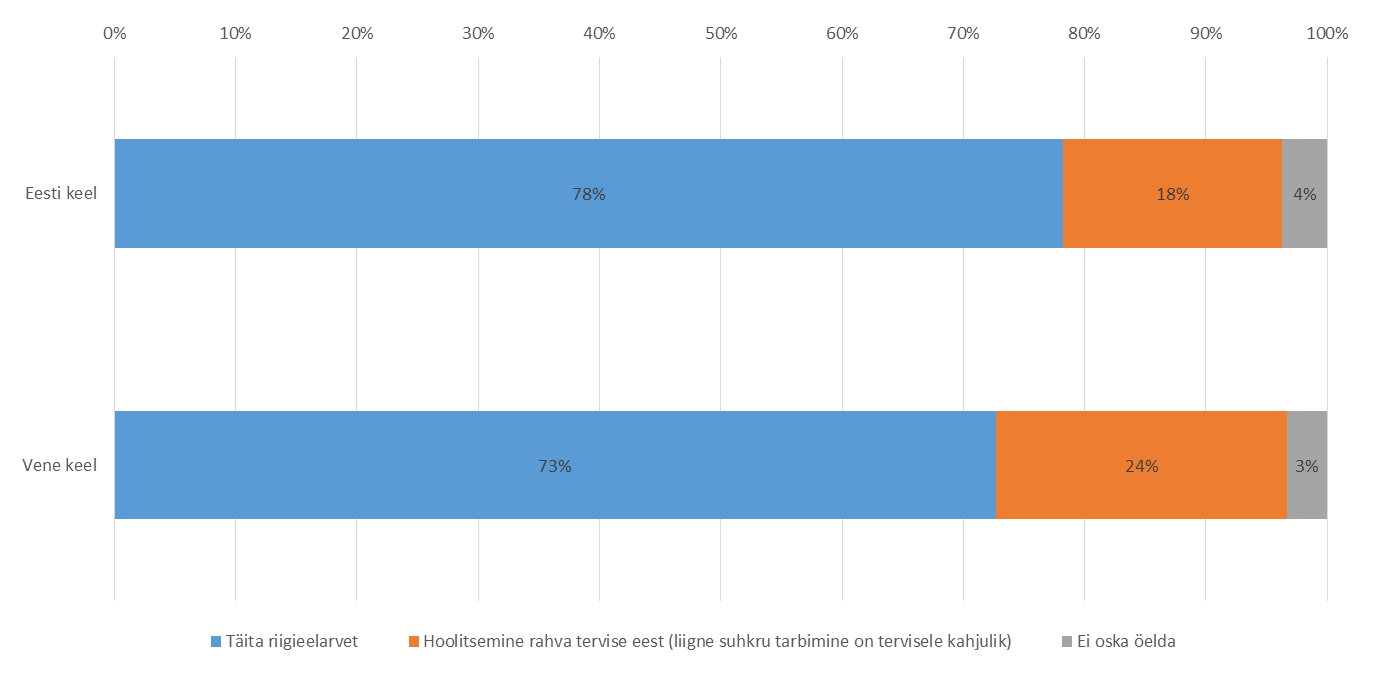 0% 10% 20% 30% 40% 50% 60% 70% 80% 90% 100%
Eesti keel 78% 18% 4%
Vene keel 73% 24% 3%
Täita riigieelarvet Hoolitsemine rahva tervise eest (liigne suhkru tarbimine on tervisele kahjulik) Ei oska öelda